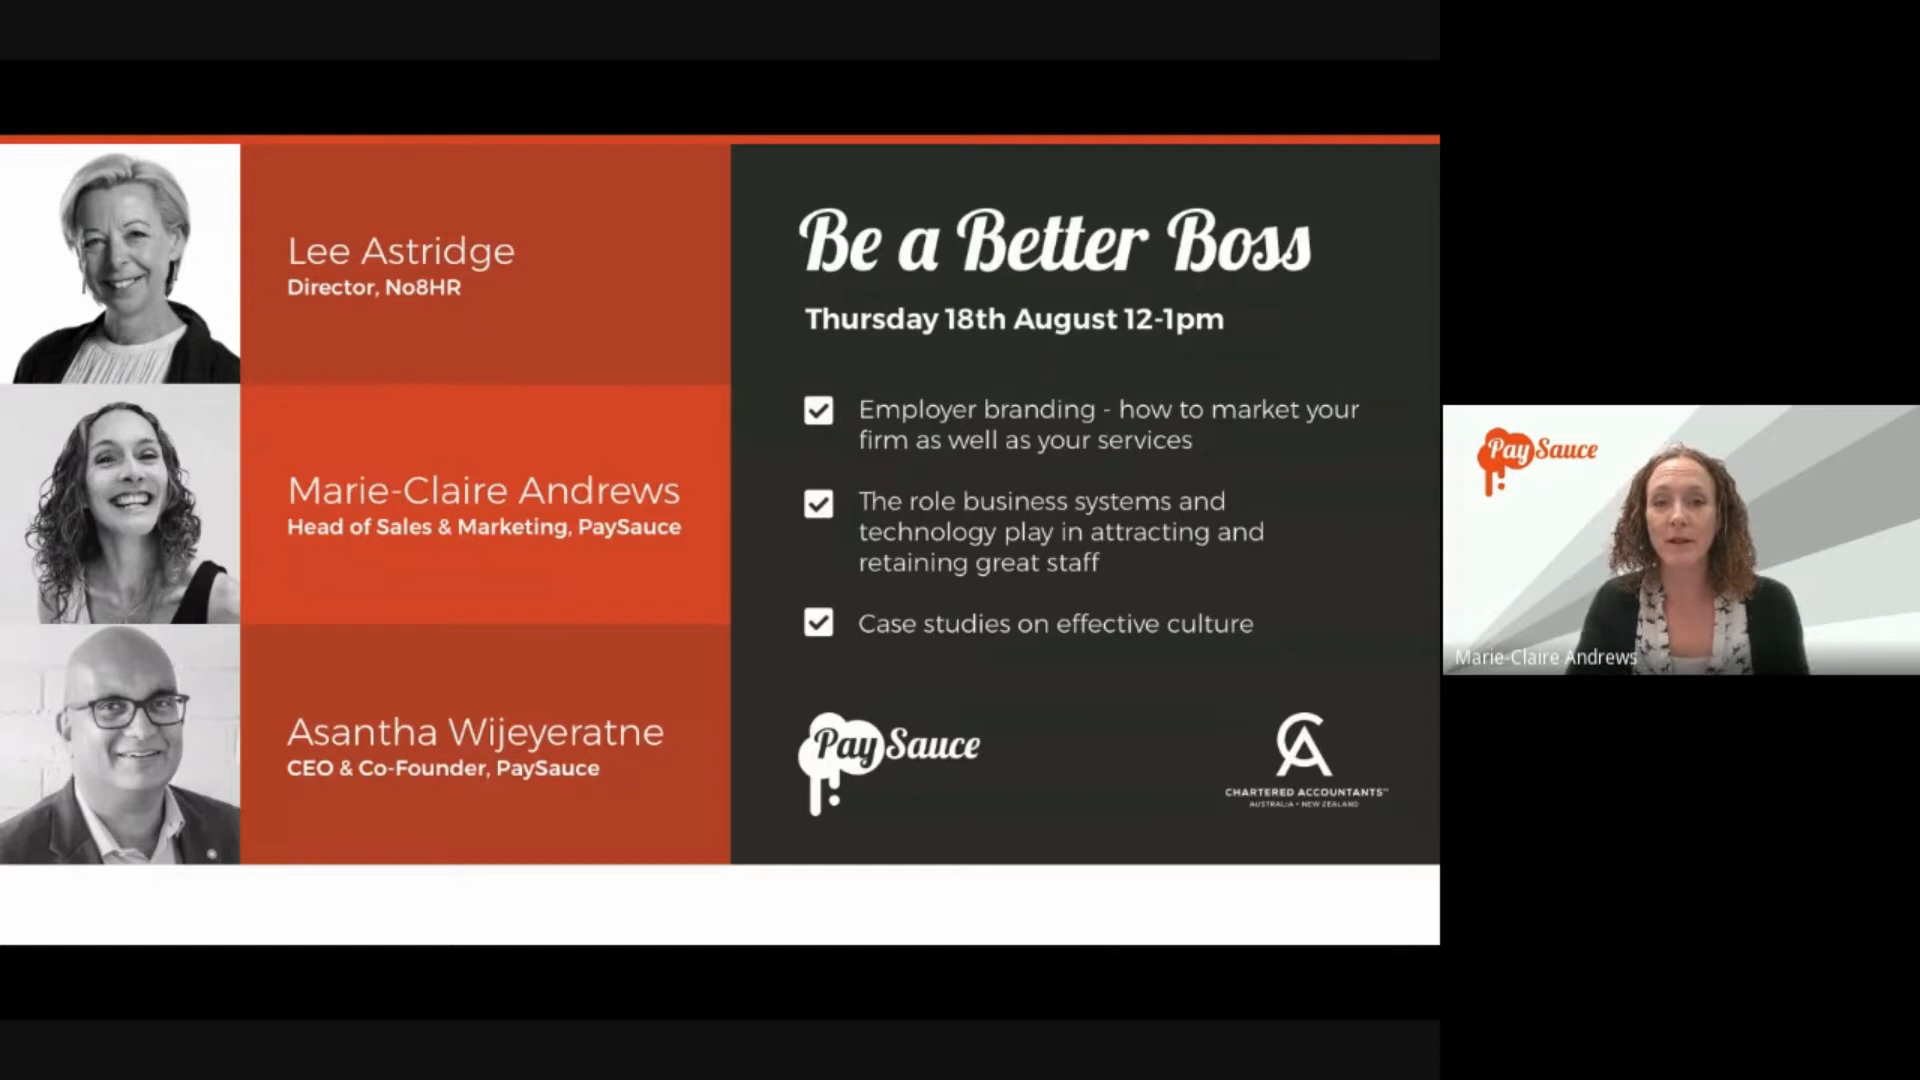 Lee Astridge
Director, No8HR
Marie-Claire Andrews
Head of Sales & Marketing, PaySauce
Asantha Wijeyeratne
CEO & Co-Founder, PaySauce
Be a Better Boss
Thursday 18th August 12-1pm
Employer branding - how to market your
firm as well as your services
The role business systems and
technology play in attracting and
retaining great staff
Case studies on effective culture
PaySauce
CA
CHARTERED ACCOUNTANTS™
AUSTRALIA + NEW ZEALAND
PaySauce
Marie-Claire Andrews